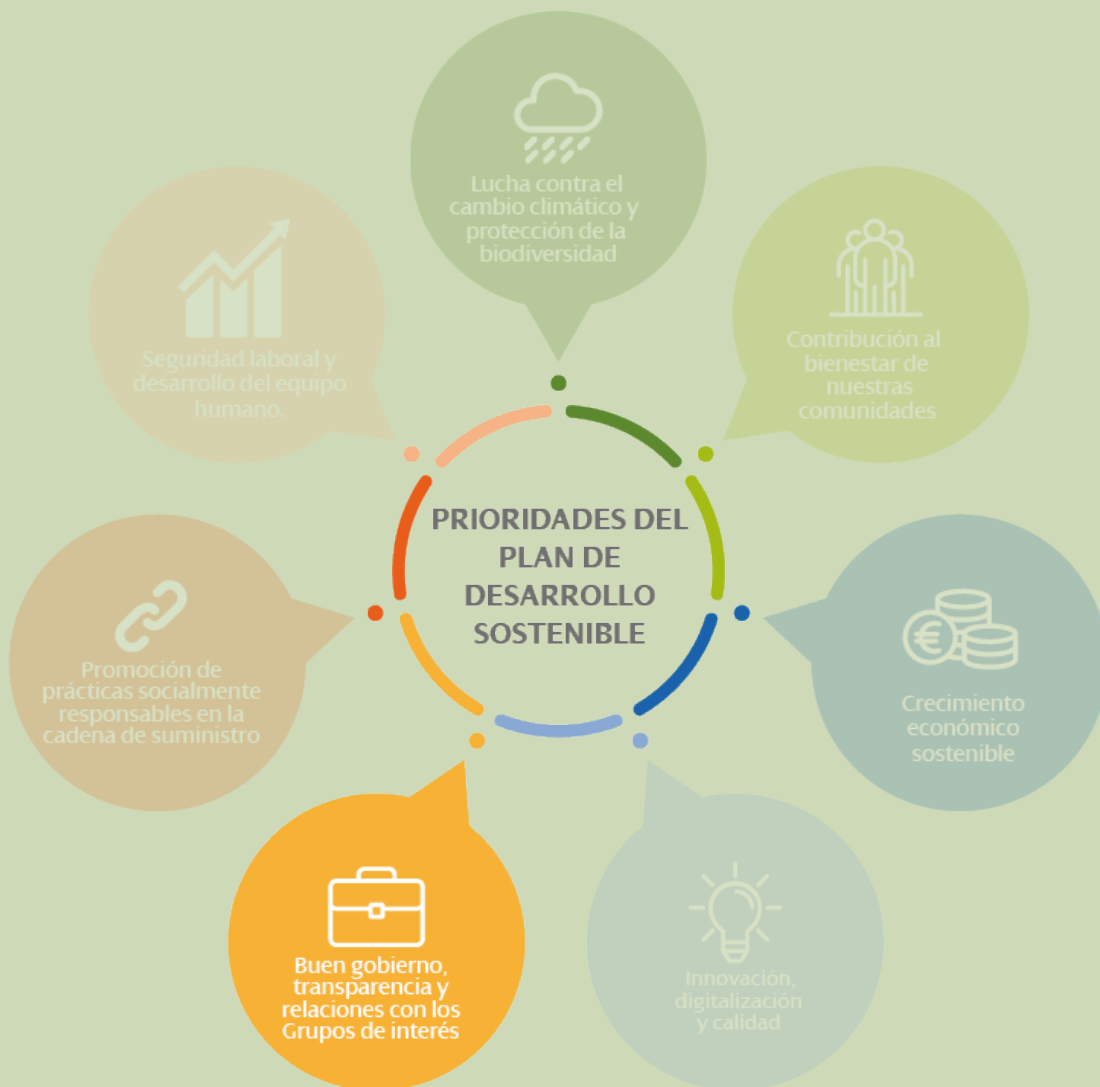 Lucha contra el
cambio climático y
protección de la
biodiversidad
Contribución al
bienestar de
nuestras
comunidades
Crecimiento
económico
sostenible
Innovación,
digitalización
y calidad
Buen gobierno,
transparencia y
relaciones con los
Grupos de interés
Promoción de
prácticas socialmente
responsables en la
cadena de suministro
Seguridad laboral y
desarrollo del equipo
humano.
PRIORIDADES DEL
PLAN DE
DESARROLLO
SOSTENIBLE
€